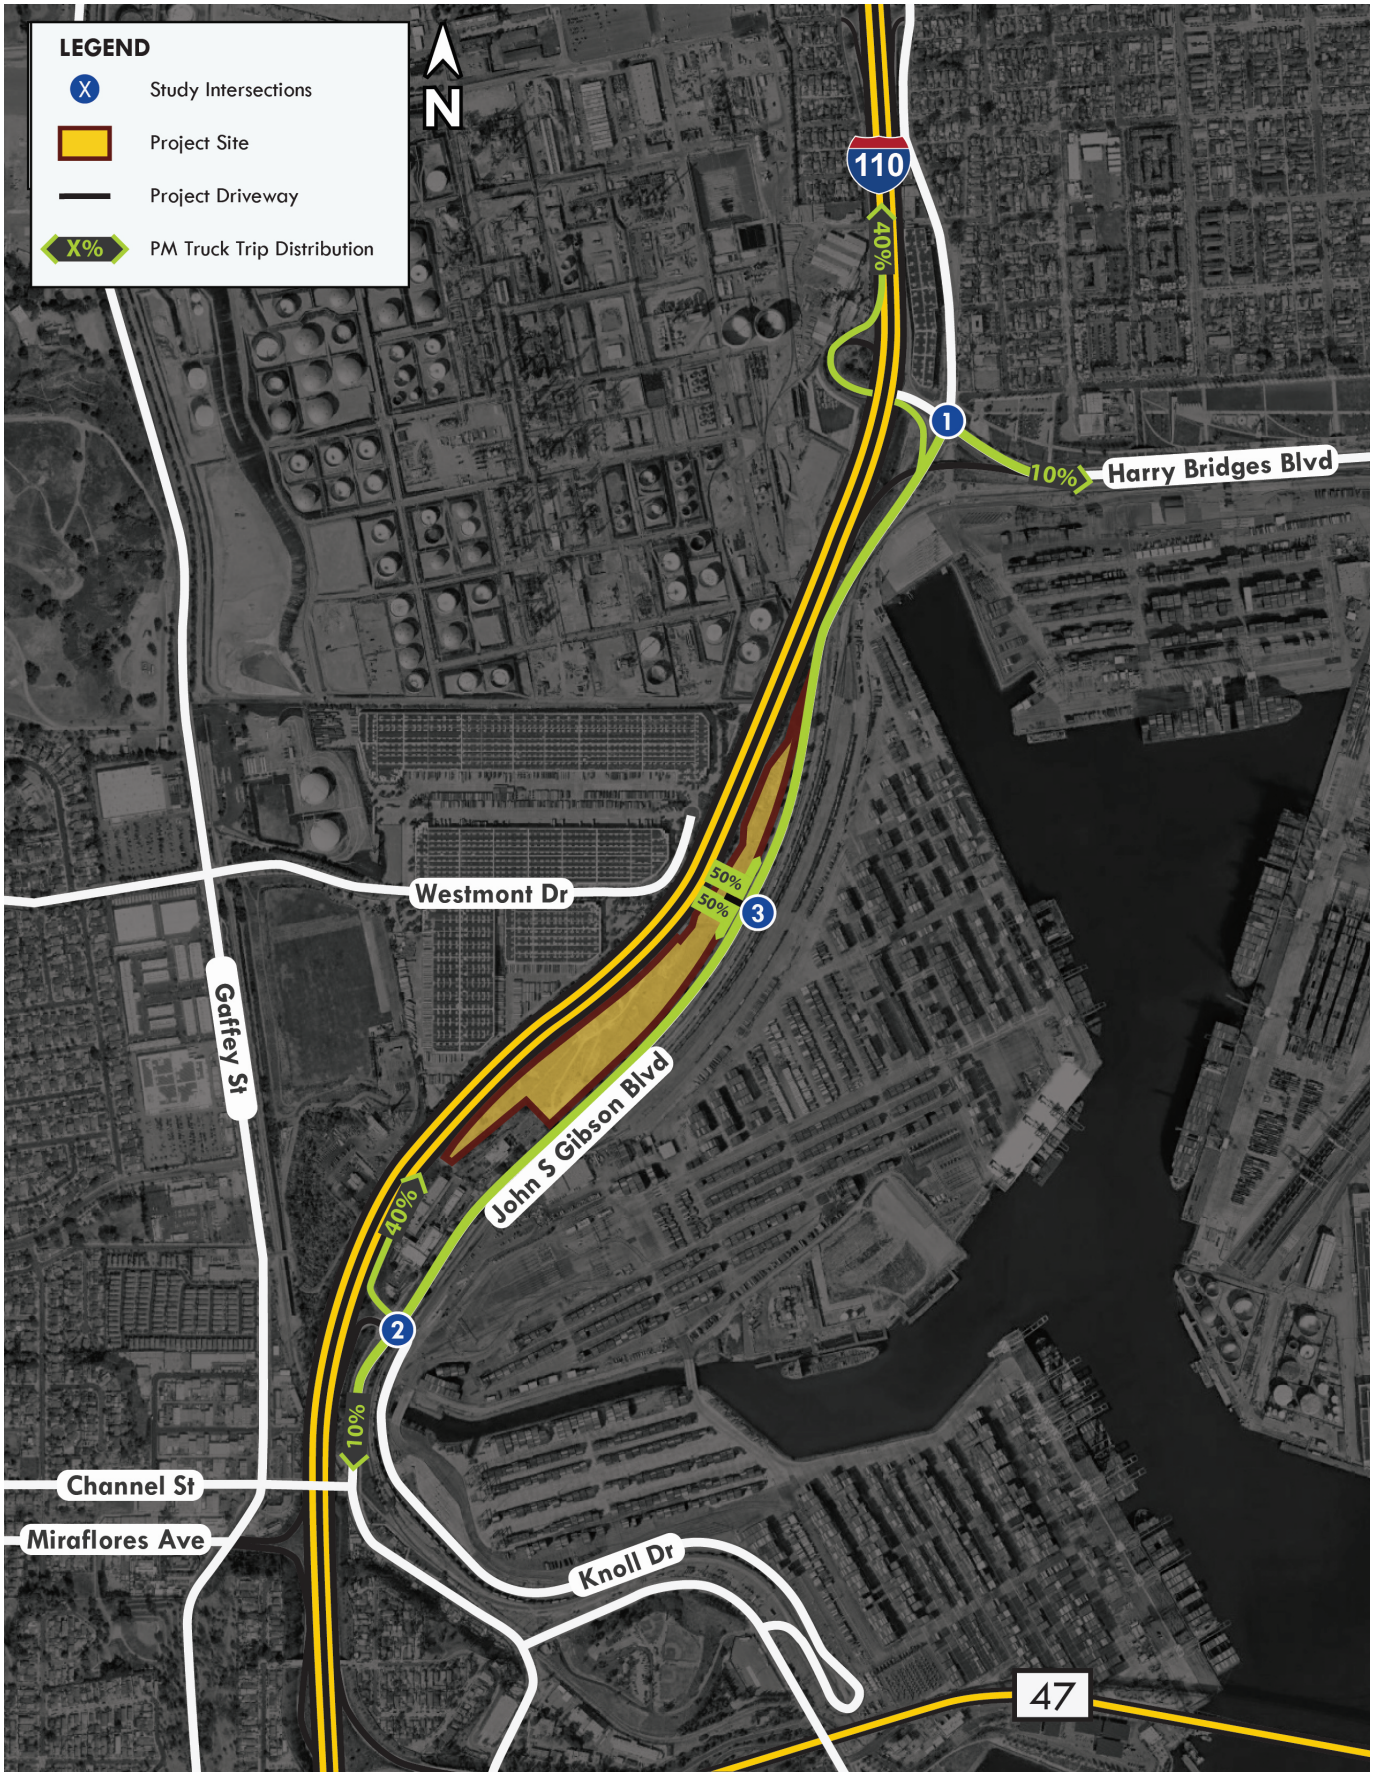 LEGEND
X Study Intersections
Project Site
Project Driveway
X% PM Truck Trip Distribution
N
110
40%
1
10%
Harry Bridges Blvd
Westmont Dr
50%
50%
3
Gaffey St
John S Gibson Blvd
40%
2
10%
Channel St
Miraflores Ave
Knoll Dr
47